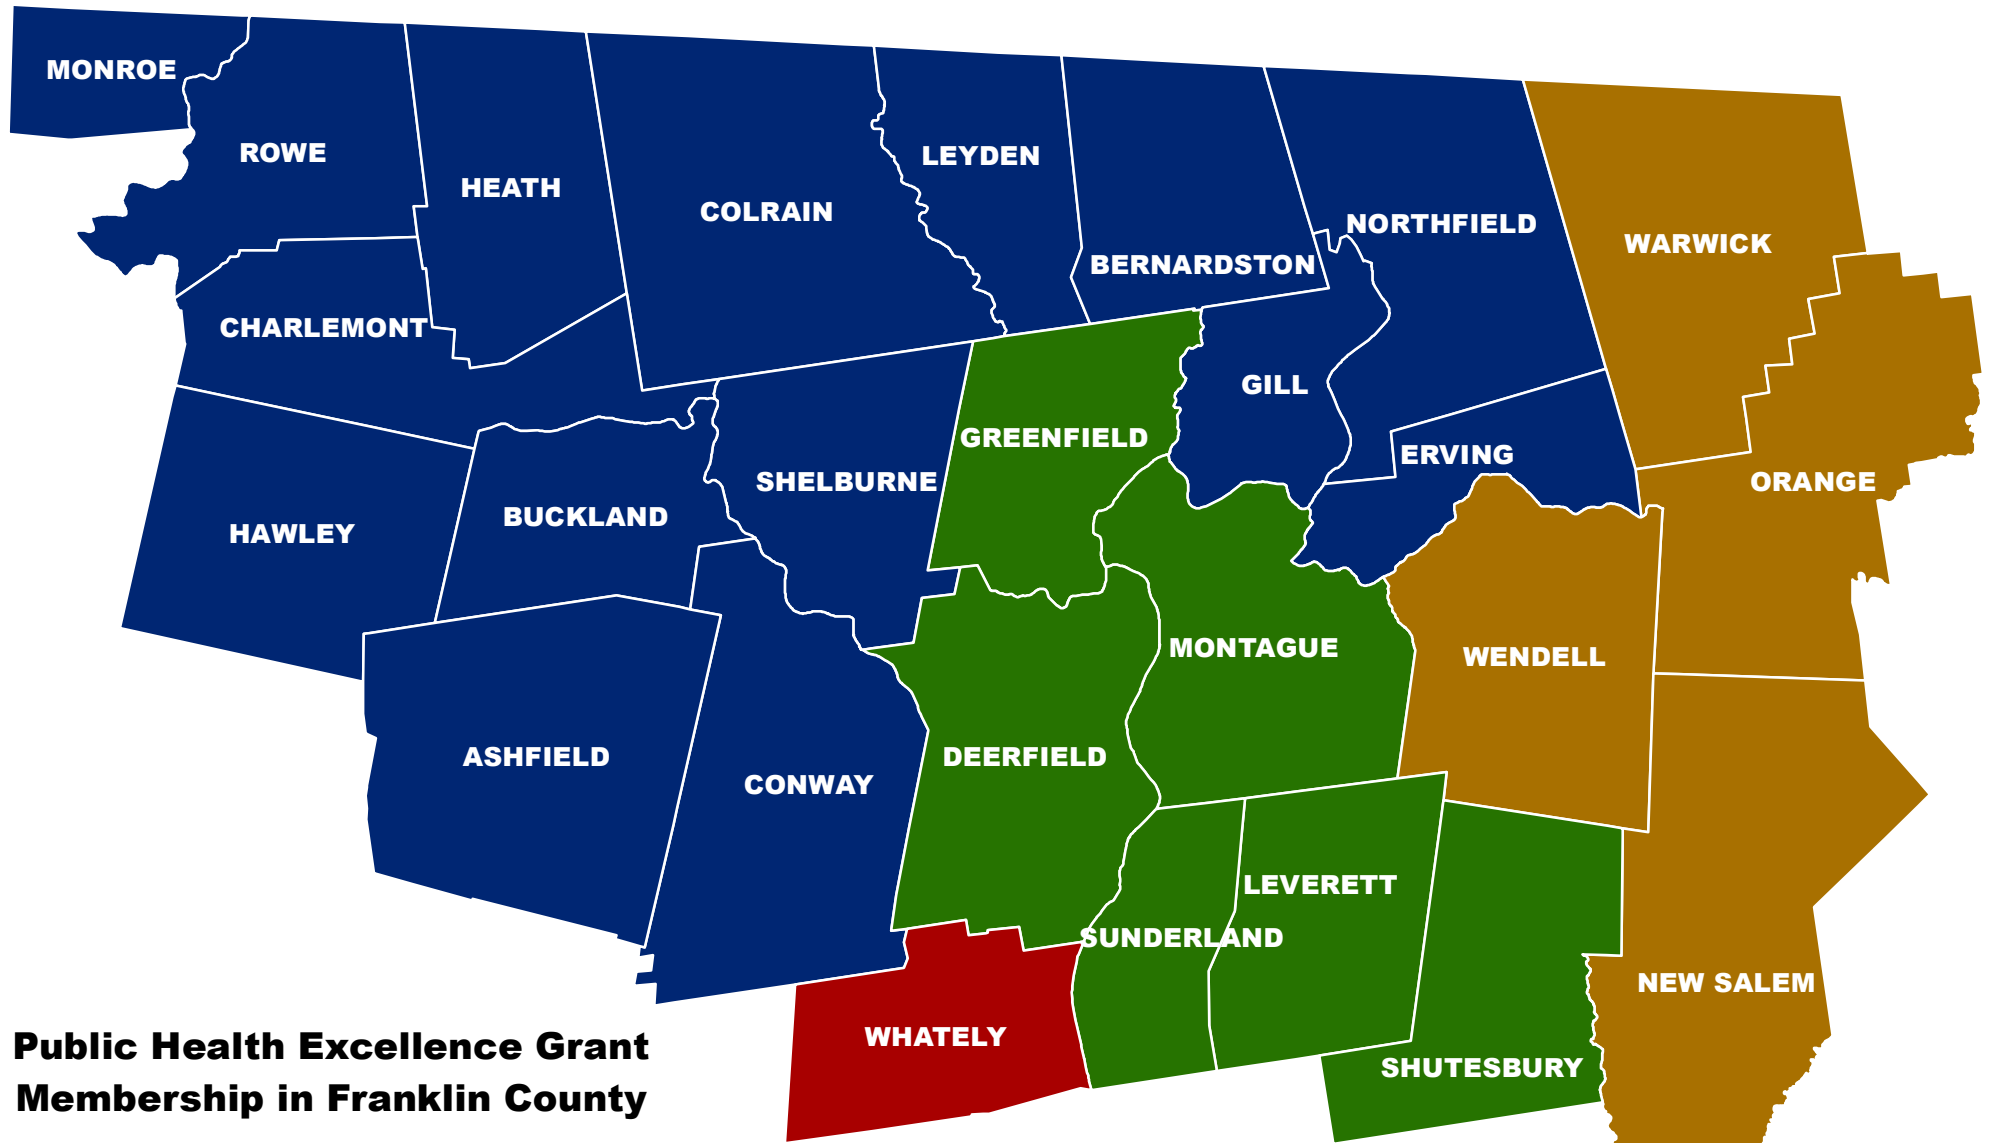 MONROE
ROWE
HEATH
COLRAIN
LEYDEN
BERNARDSTON
NORTHFIELD
WARWICK
CHARLEMONT
GILL
GREENFIELD
ERVING
SHELBURNE
ORANGE
BUCKLAND
HAWLEY
MONTAGUE
WENDELL
ASHFIELD
DEERFIELD
CONWAY
LEVERETT
SUNDERLAND
NEW SALEM
WHATELY
SHUTESBURY
Public Health Excellence Grant
Membership in Franklin County